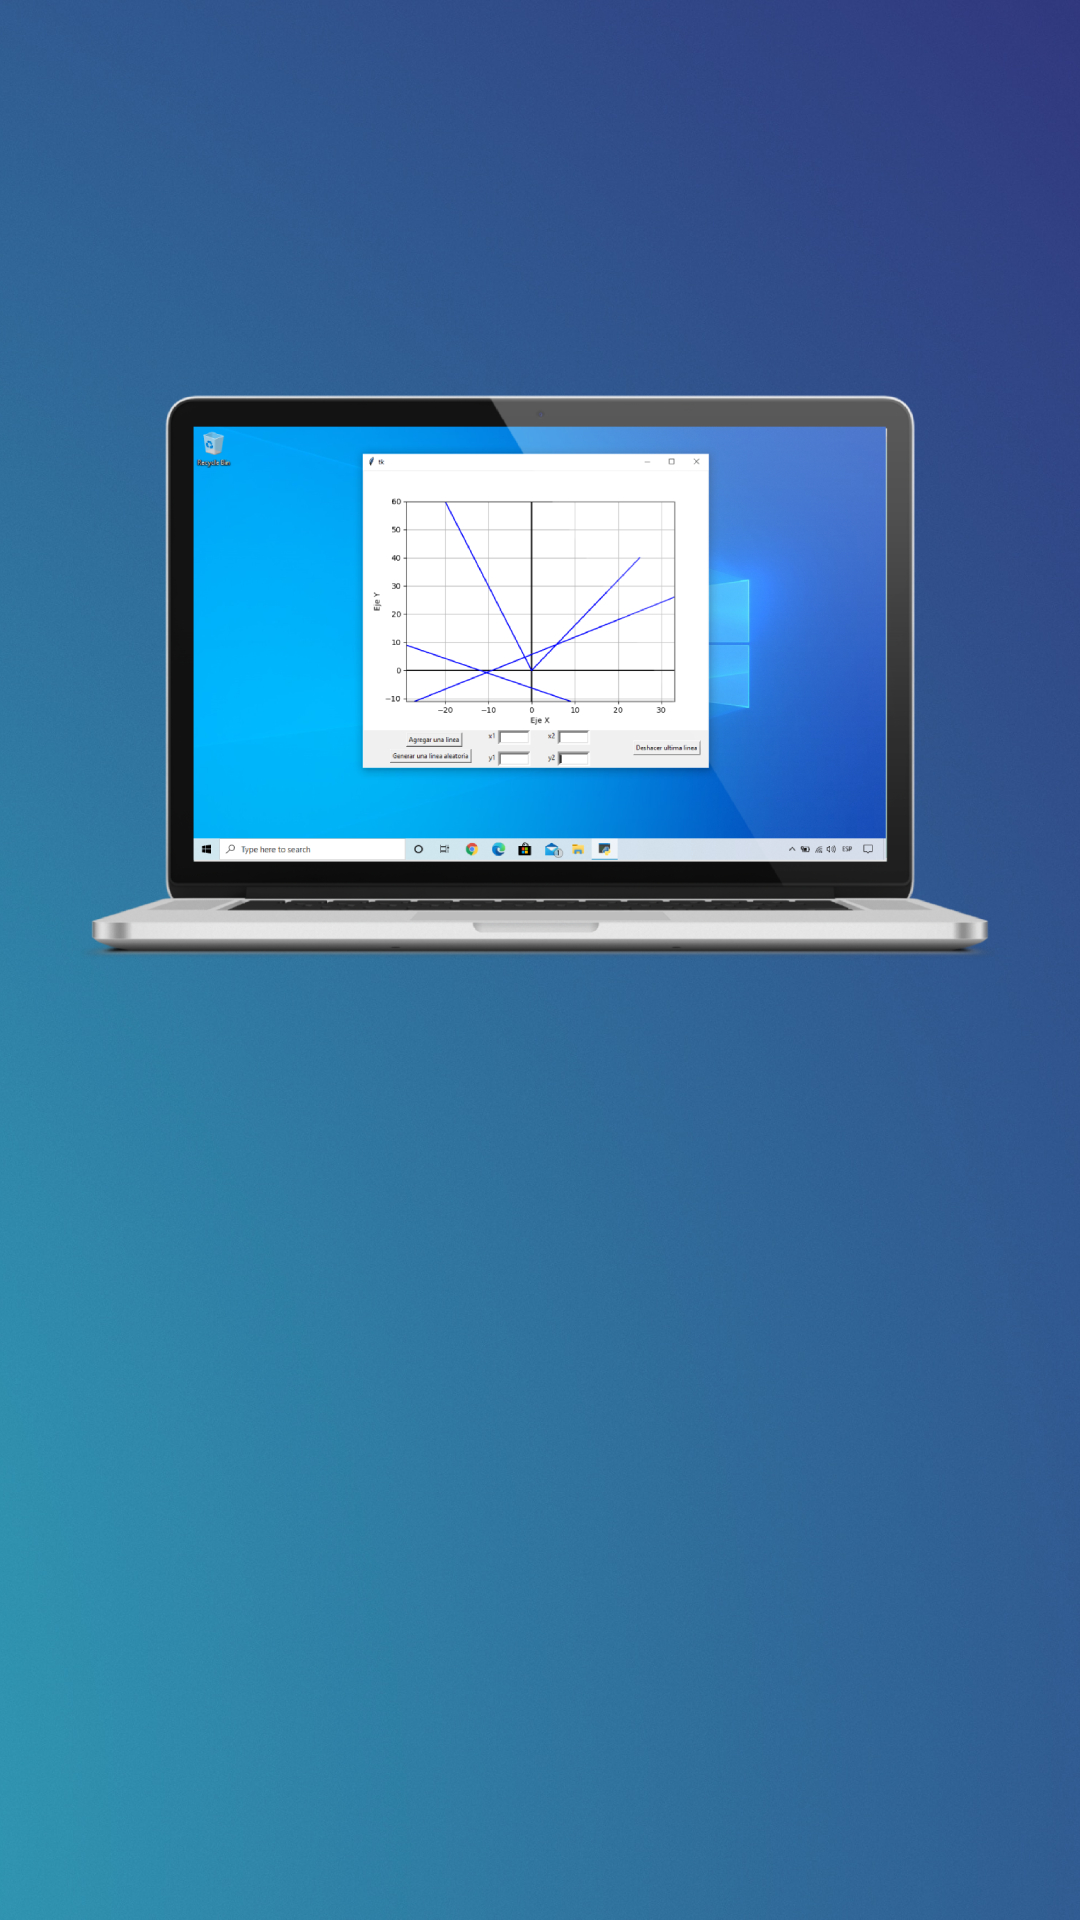 Recycle Bin
tk
60
50
40
30
20
10
0
−10
Eje Y
−20 −10 0 10 20 30
Eje X
Agregar una linea
Generar una linea aleatoria
x1
x2
y1
y2
Deshacer ultima linea
Type here to search
ESP